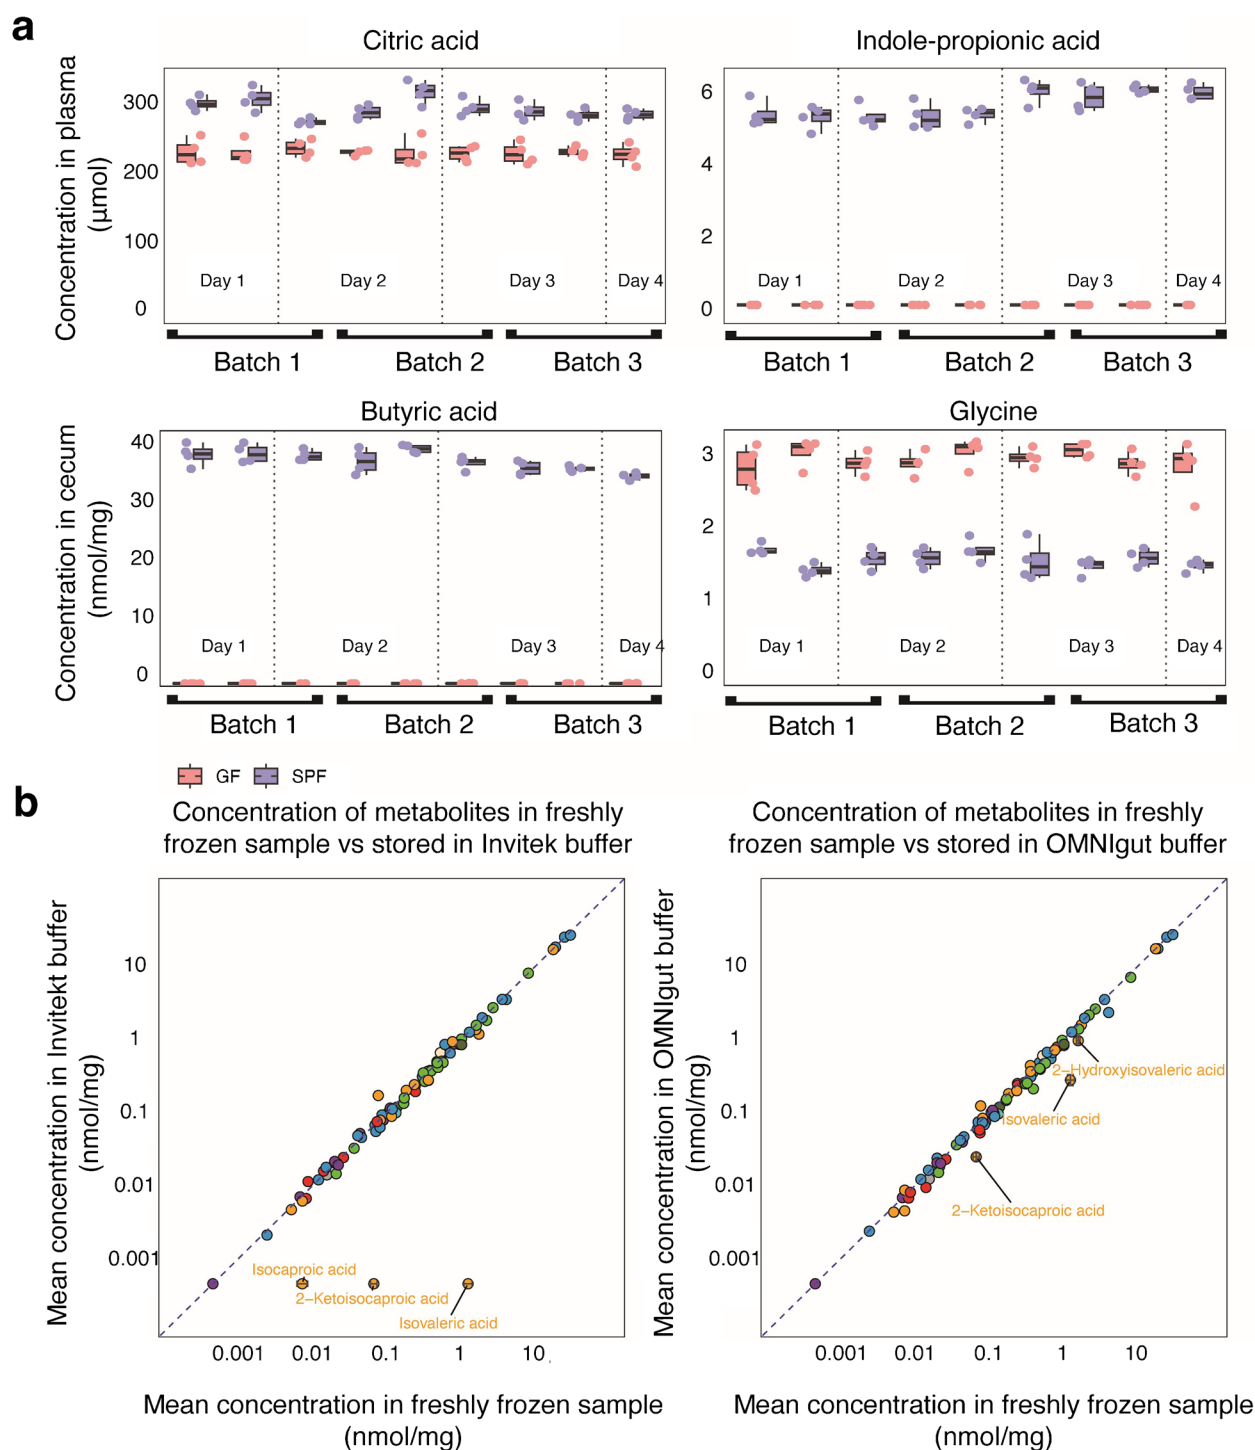 a
Citric acid
Indole-propionic acid
Concentration in plasma
(µmol)
300
200
100
0
Day 1
Day 2
Day 3
Day 4
Batch 1
Batch 2
Batch 3
6
4
2
0
Day 1
Day 2
Day 3
Day 4
Batch 1
Batch 2
Batch 3
Butyric acid
Glycine
Concentration in cecum
(nmol/mg)
40
30
20
10
0
Day 1
Day 2
Day 3
Day 4
Batch 1
Batch 2
Batch 3
3
2
1
0
Day 1
Day 2
Day 3
Day 4
Batch 1
Batch 2
Batch 3
GF
SPF
b
Concentration of metabolites in freshly
frozen sample vs stored in Invitek buffer
Mean concentration in Invitekt buffer
(nmol/mg)
10
1
0.1
0.01
0.001
Isocaproic acid
2-Ketoisocaproic acid
Isovaleric acid
0.001
0.01
0.1
1
10
Mean concentration in freshly frozen sample
(nmol/mg)
Concentration of metabolites in freshly
frozen sample vs stored in OMNIgut buffer
Mean concentration in OMNIgut buffer
(nmol/mg)
10
1
0.1
0.01
0.001
2-Hydroxyisovaleric acid
Isovaleric acid
2-Ketoisocaproic acid
0.001
0.01
0.1
1
10
Mean concentration in freshly frozen sample
(nmol/mg)